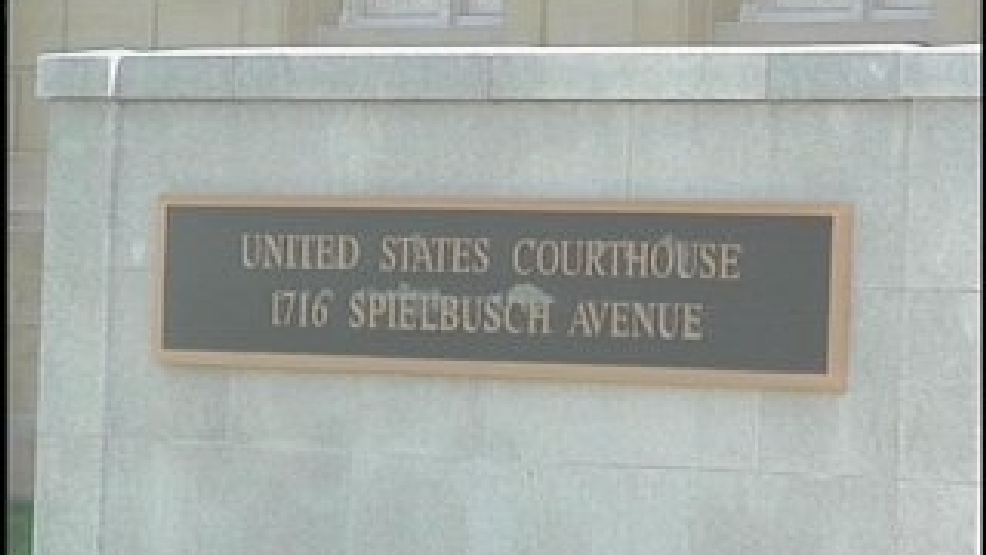 UNITED STATES COURTHOUSE
1716 SPIELBUSCH AVENUE